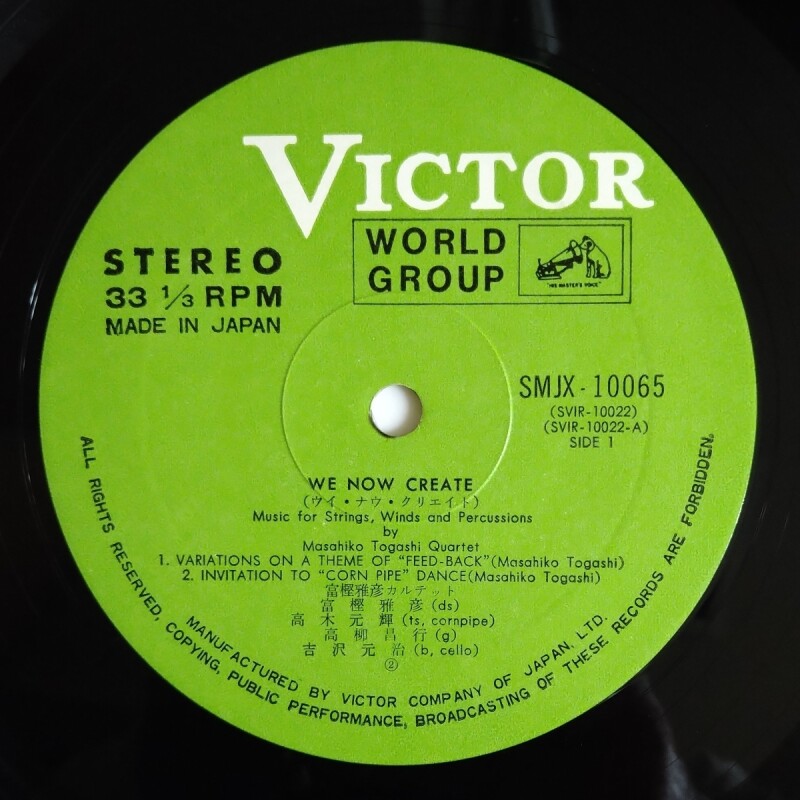 VICTOR
WORLD
GROUP
"HIS MASTER'S VOICE"
STEREO
33 1/3 RPM
MADE IN JAPAN
SMJX-10065
(SVIR-10022)
(SVIR-10022-A)
SIDE 1
WE NOW CREATE
(ウイ・ナウ・クリエイト)
Music for Strings, Winds and Percussions
by
Masahiko Togashi Quartet
1. VARIATIONS ON A THEME OF "FEED-BACK"(Masahiko Togashi)
2. INVITATION TO "CORN PIPE" DANCE(Masahiko Togashi)
富樫雅彦カルテット
富樫雅彦(ds)
高木元輝(ts, cornpipe)
高柳昌行(g)
吉沢元治(b, cello)
②
MANUFACTURED BY VICTOR COMPANY OF JAPAN, LTD.
ALL RIGHTS RESERVED, COPYING, PUBLIC PERFORMANCE, BROADCASTING OF THESE RECORDS ARE FORBIDDEN.